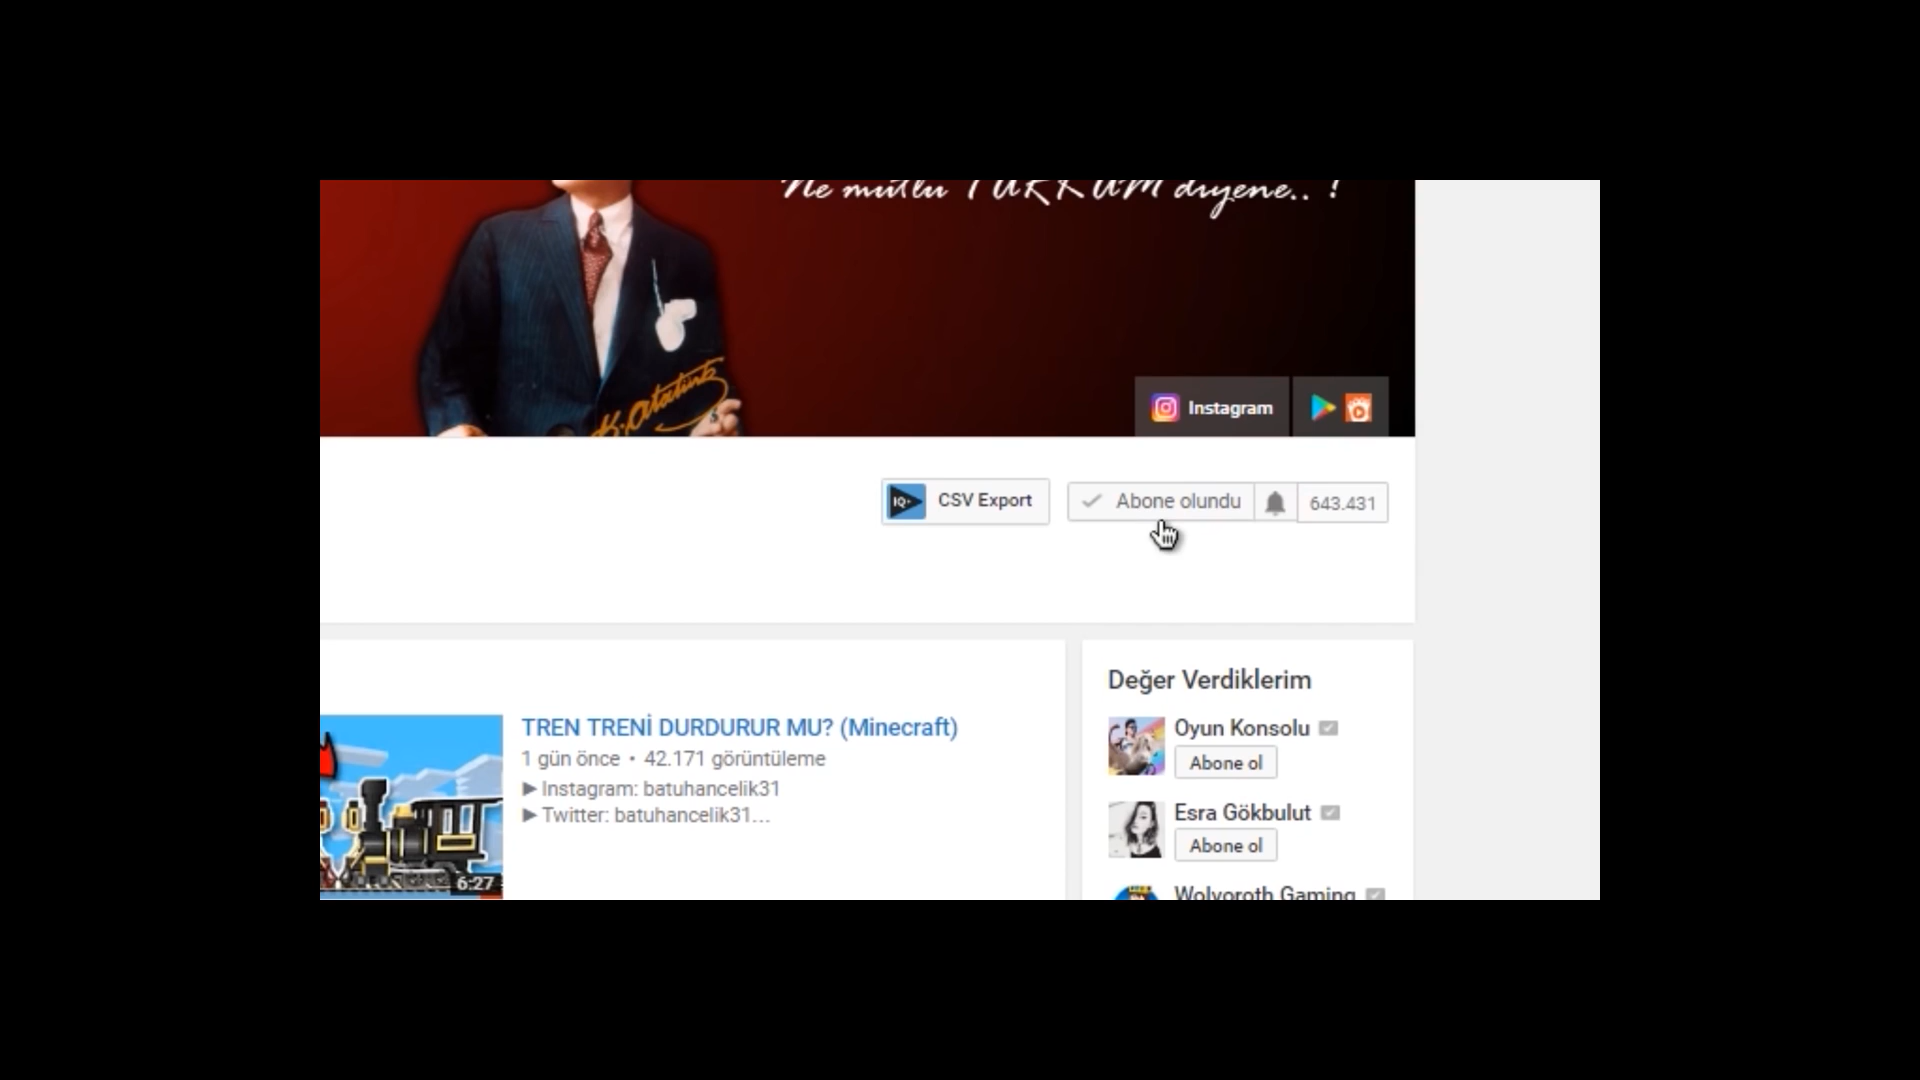 Ne mutlu TÜRKÜM diyene.. !
K. Atatürk
Instagram
IQ+ CSV Export
Abone olundu 643.431
Değer Verdiklerim
TREN TRENİ DURDURUR MU? (Minecraft)
1 gün önce • 42.171 görüntüleme
▶ Instagram: batuhancelik31
▶ Twitter: batuhancelik31...
6:27
Oyun Konsolu
Abone ol
Esra Gökbulut
Abone ol
Wolvoroth Gaming